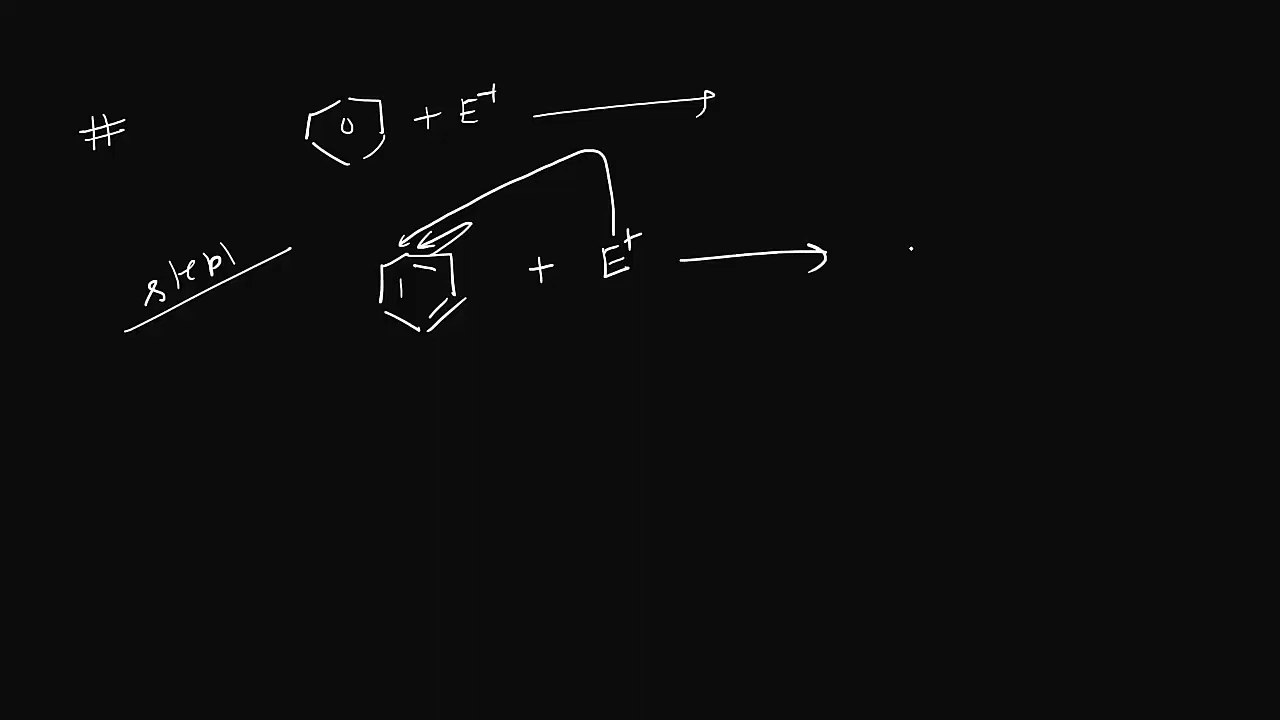 # + E⁺ ⟶
step1 + E⁺ ⟶